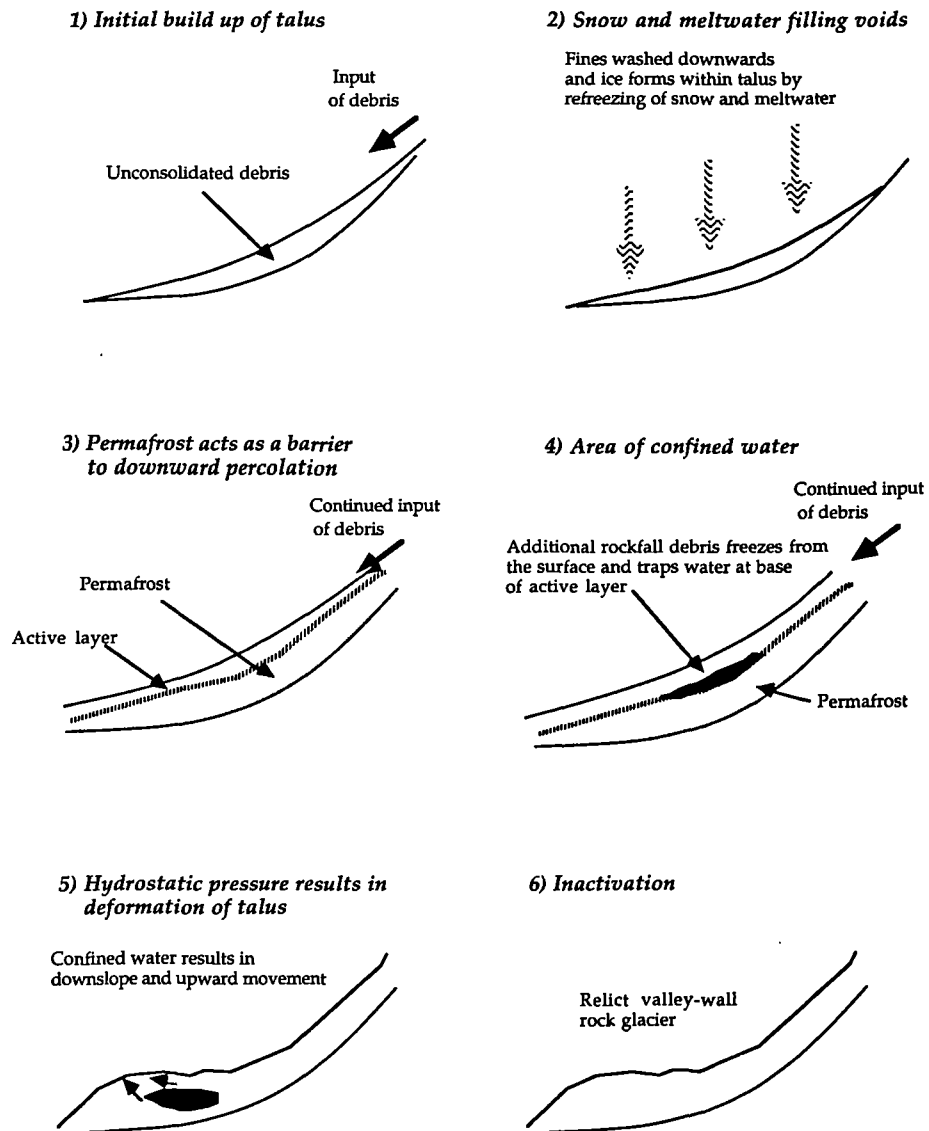 1) Initial build up of talus
Input
of debris
Unconsolidated debris
2) Snow and meltwater filling voids
Fines washed downwards
and ice forms within talus by
refreezing of snow and meltwater
3) Permafrost acts as a barrier
to downward percolation
Continued input
of debris
Permafrost
Active layer
4) Area of confined water
Continued input
of debris
Additional rockfall debris freezes from
the surface and traps water at base
of active layer
Permafrost
5) Hydrostatic pressure results in
deformation of talus
Confined water results in
downslope and upward movement
6) Inactivation
Relict valley-wall
rock glacier